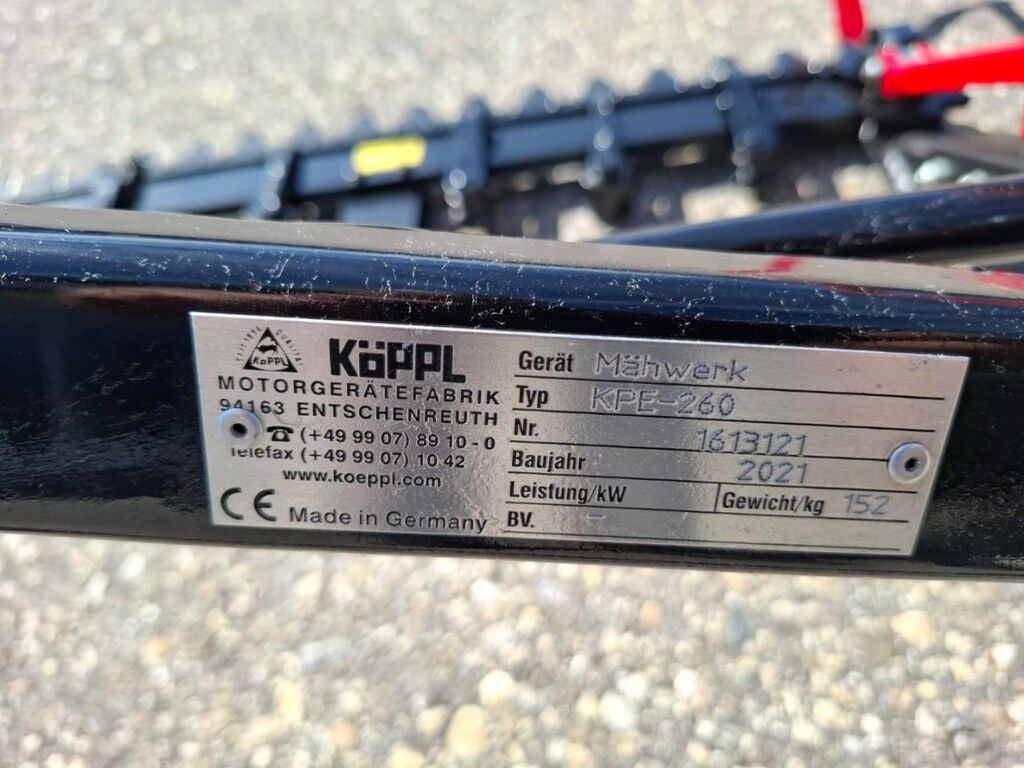 KöPPL
KöPPL
MOTORGERÄTEFABRIK
94163 ENTSCHENREUTH
☎ (+49 99 07) 89 10 - 0
Telefax (+49 99 07) 10 42
www.koeppl.com
CE Made in Germany
Gerät Mähwerk
Typ KPE-260
Nr. 1613121
Baujahr 2021
Leistung/kW - Gewicht/kg 152
BV.